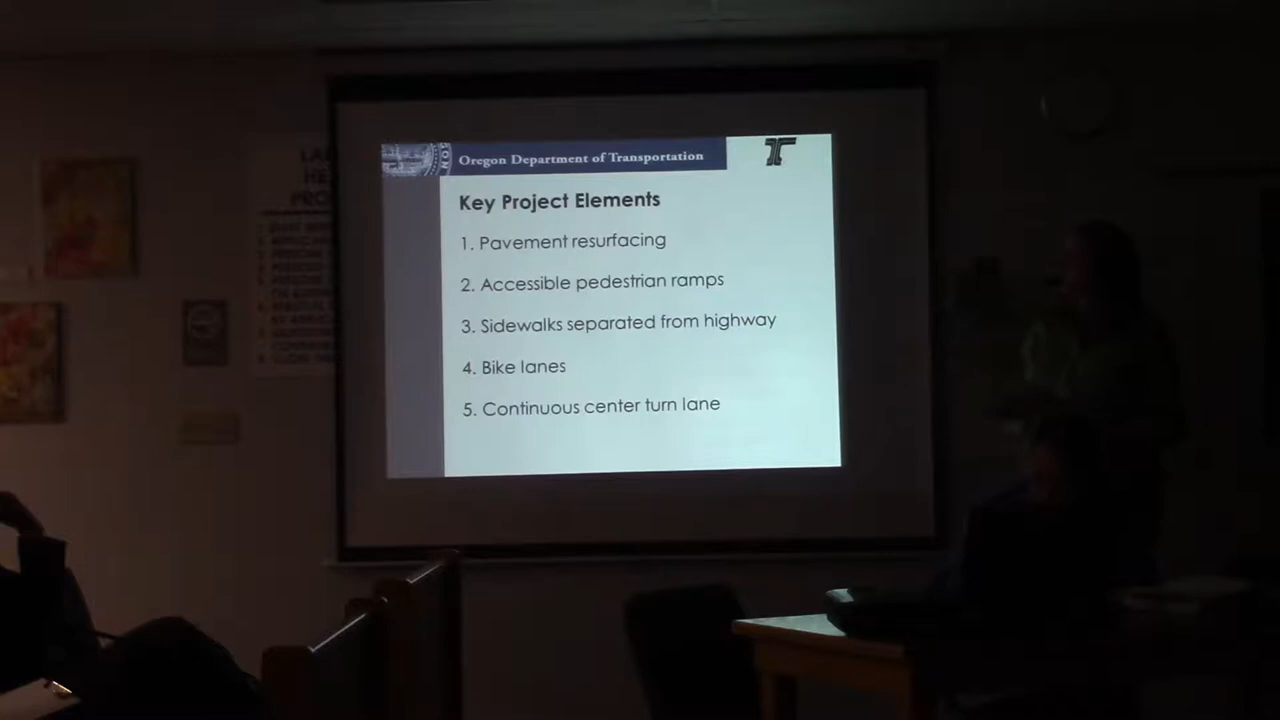 Oregon Department of Transportation
Key Project Elements
1. Pavement resurfacing
2. Accessible pedestrian ramps
3. Sidewalks separated from highway
4. Bike lanes
5. Continuous center turn lane